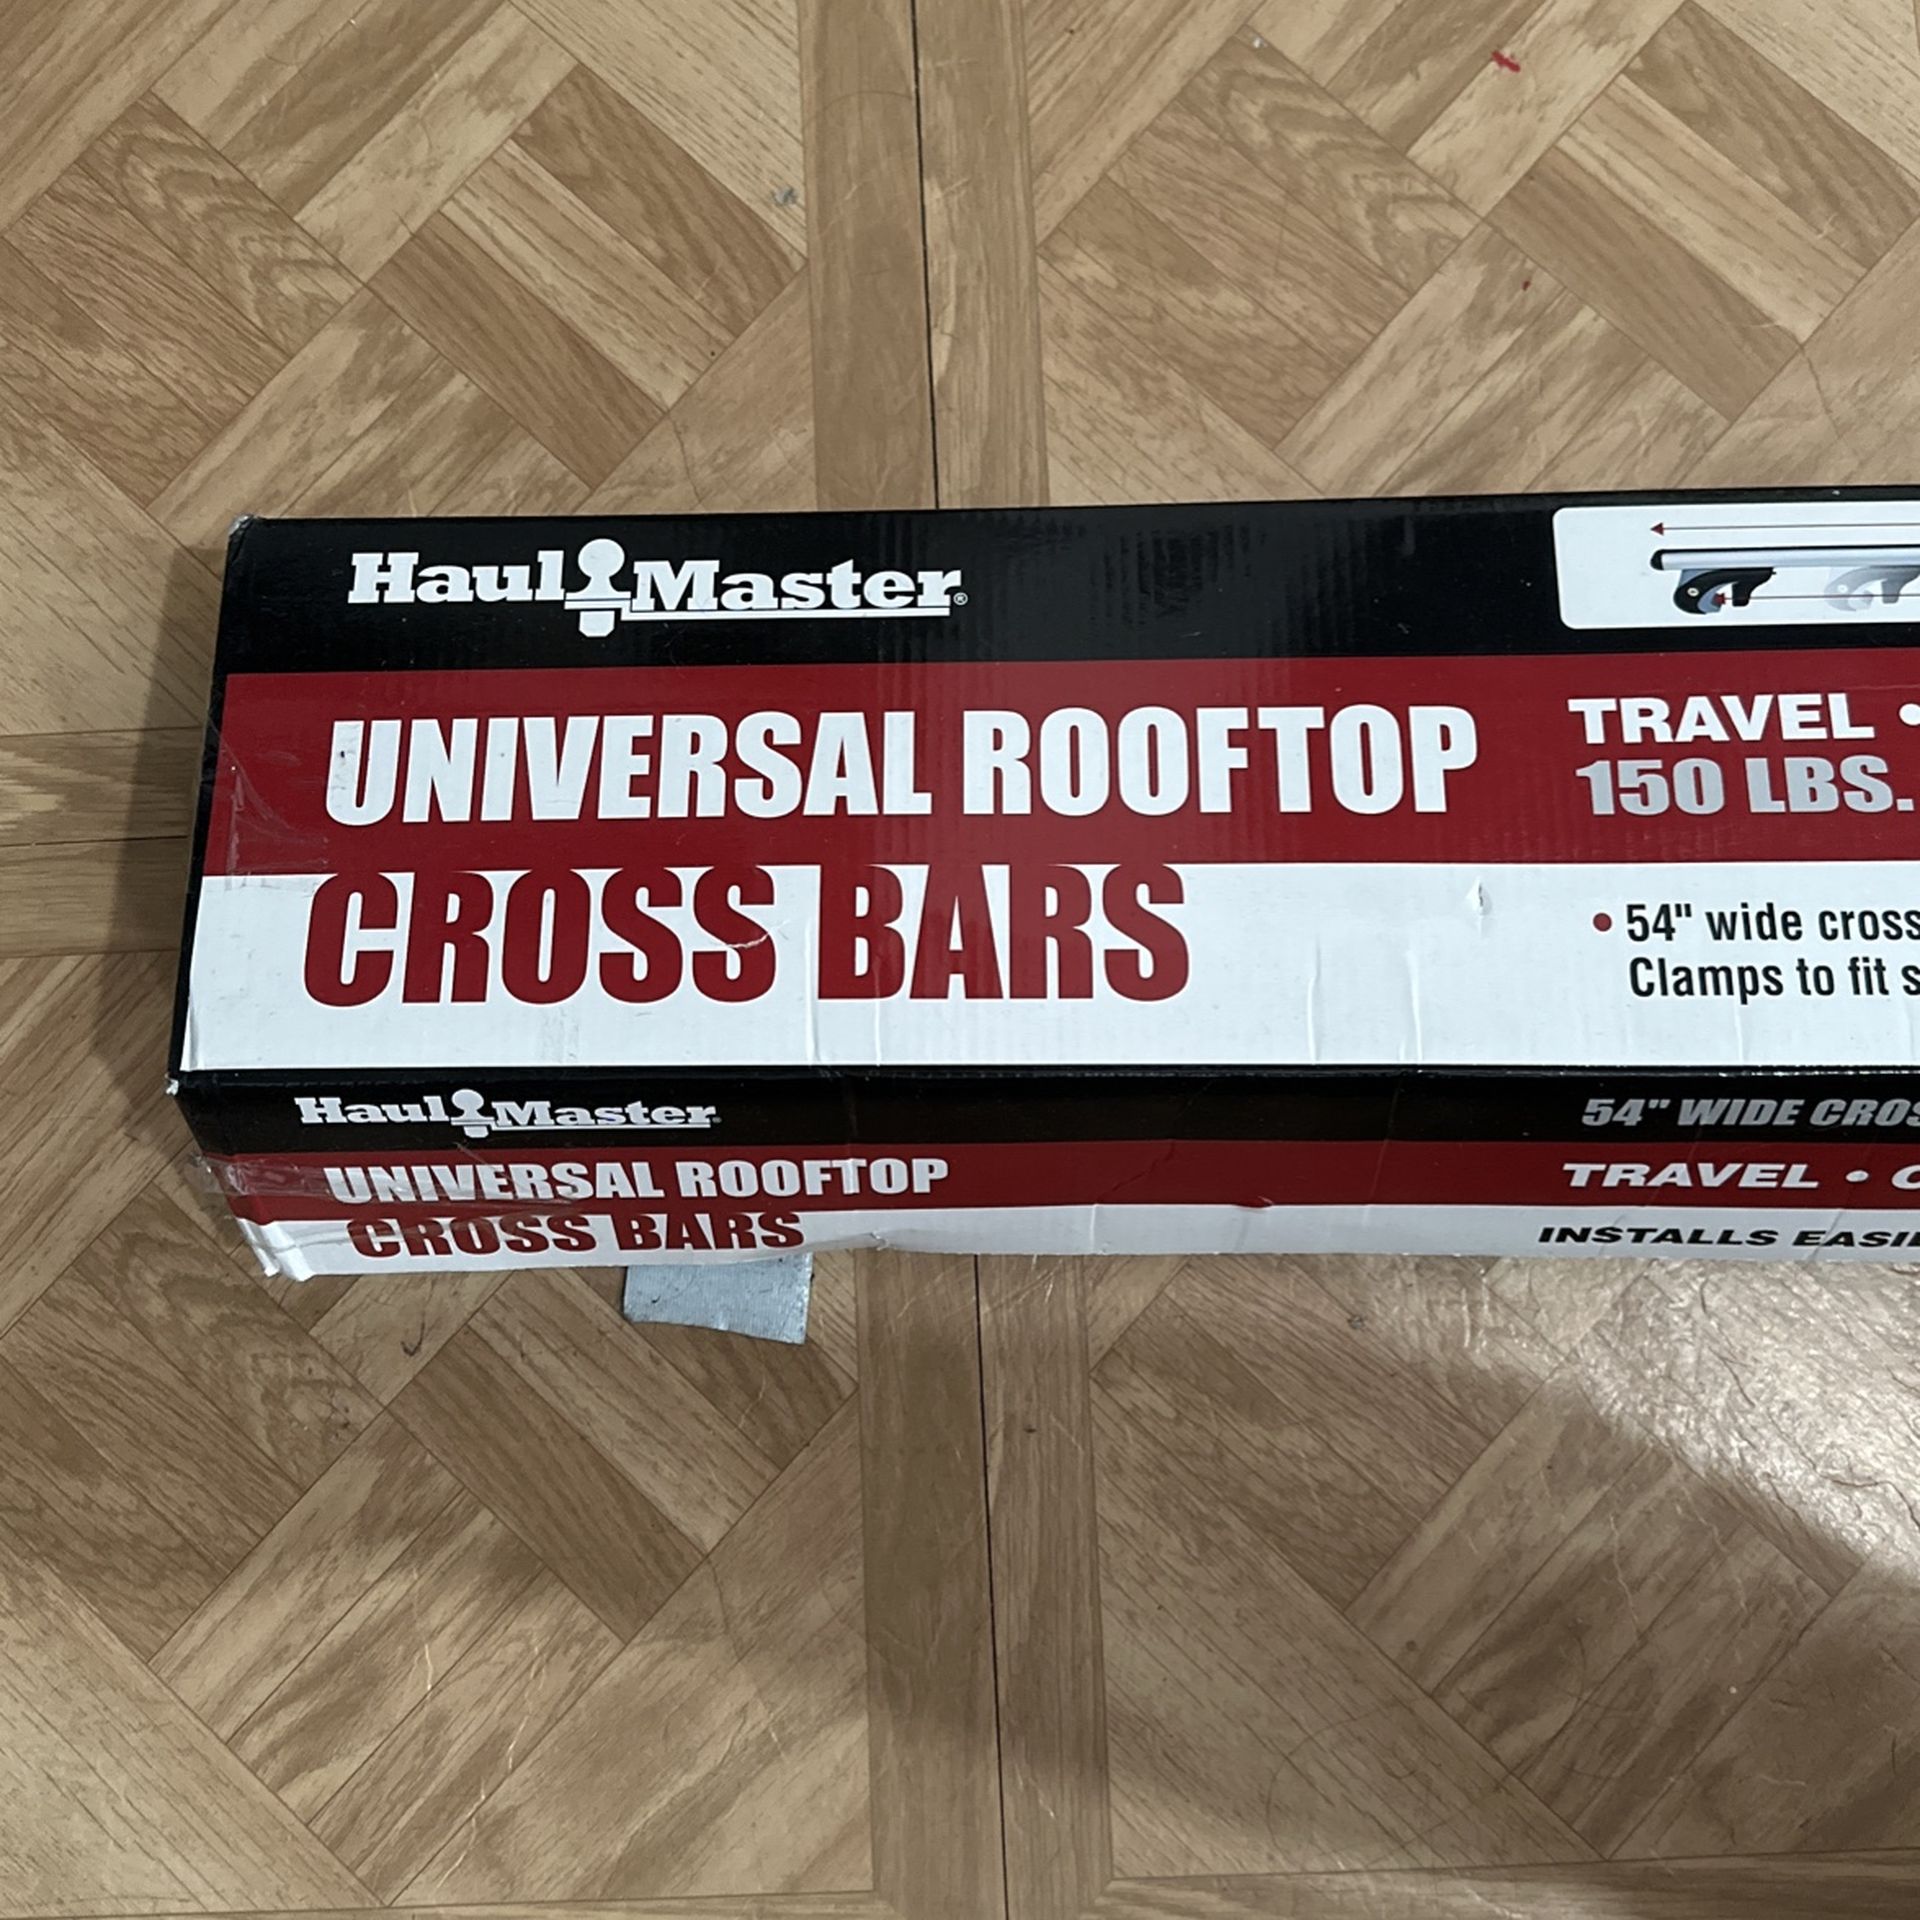 Haul Master®
UNIVERSAL ROOFTOP
CROSS BARS
TRAVEL •
150 LBS.
• 54" wide cross
Clamps to fit
Haul Master
UNIVERSAL ROOFTOP
CROSS BARS
54" WIDE
TRAVEL •
INSTALLS